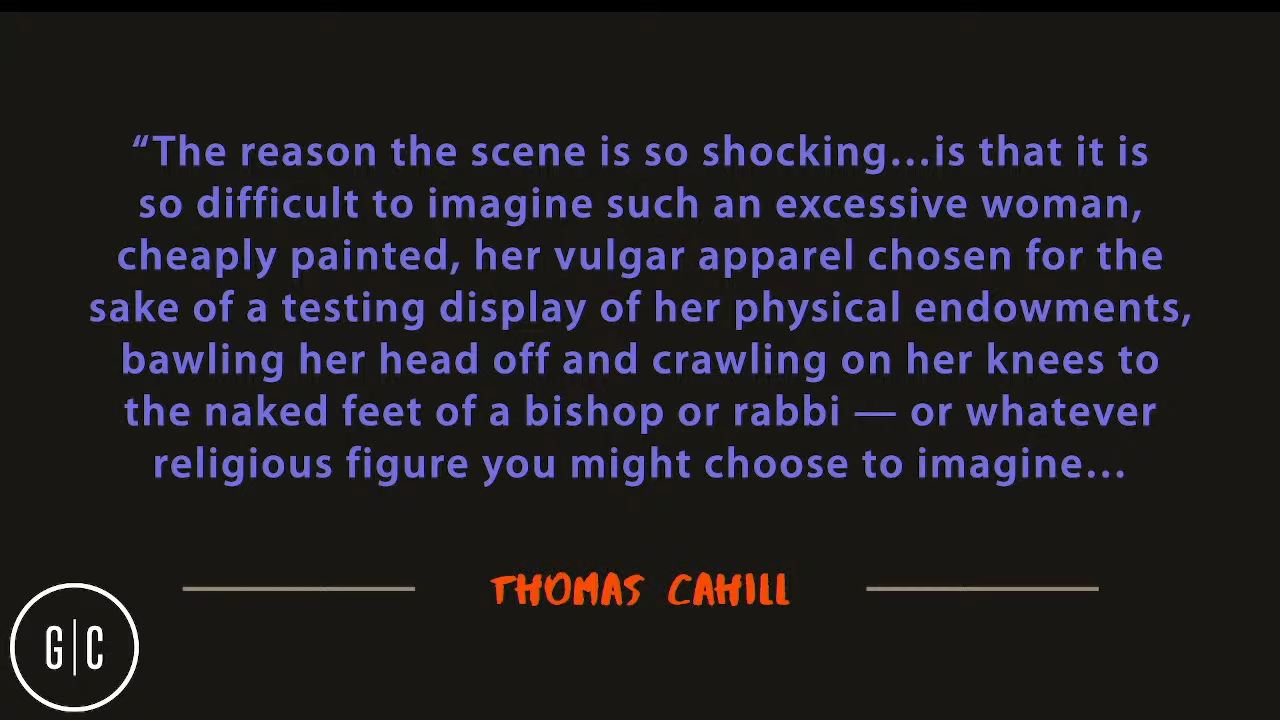 “The reason the scene is so shocking…is that it is
so difficult to imagine such an excessive woman,
cheaply painted, her vulgar apparel chosen for the
sake of a testing display of her physical endowments,
bawling her head off and crawling on her knees to
the naked feet of a bishop or rabbi — or whatever
religious figure you might choose to imagine…
THOMAS CAHILL
G|C